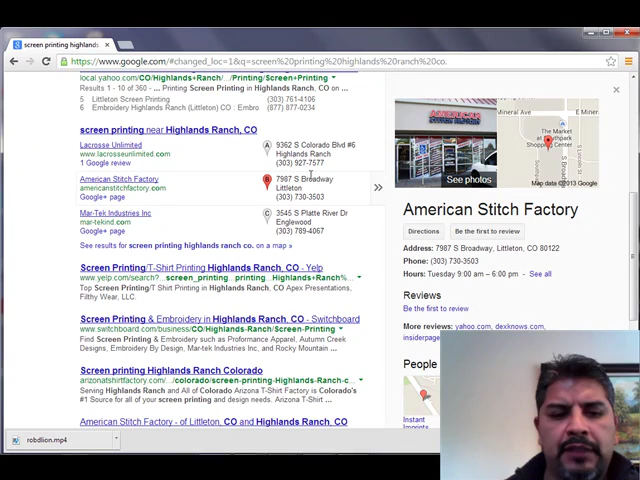 screen printing highlands
https://www.google.com/#changed_loc=1&q=screen%20printing%20highlands%20ranch%20co.
local.yahoo.com/CO/Highlands+Ranch/.../Printing/Screen+Printing
Results 1 - 10 of 360 - ... Printing Screen Printing in Highlands Ranch, CO on ...
5 Littleton Screen Printing (303) 761-4106
6 Embroidery Highlands Ranch (Littleton) CO : Embro (877) 877-0234
screen printing near Highlands Ranch, CO
Lacrosse Unlimited
www.lacrosseunlimited.com
1 Google review
A
9362 S Colorado Blvd #6
Highlands Ranch
(303) 927-7577
American Stitch Factory
americanstitchfactory.com
Google+ page
B
7987 S Broadway
Littleton
(303) 730-3503
Mar-Tek Industries Inc
mar-tekind.com
Google+ page
C
3545 S Platte River Dr
Englewood
(303) 789-4067
See results for screen printing highlands ranch co. on a map »
Screen Printing/T-Shirt Printing Highlands Ranch, CO - Yelp
www.yelp.com/search?...screen_printing...printing...Highlands+Ranch%...
Top Screen Printing/T Shirt Printing in Highlands Ranch, CO Apex Presentations,
Filthy Wear, LLC.
Screen Printing & Embroidery in Highlands Ranch, CO - Switchboard
www.switchboard.com/business/CO/Highlands-Ranch/Screen-Printing
Find Screen Printing & Embroidery such as Proformance Apparel, Autumn Creek
Designs, Embroidery By Design, Mar-tek Industries Inc, and Rocky Mountain ...
Screen Printing Highlands Ranch Colorado
arizonatshirtfactory.com/.../colorado/screen-printing-Highlands-Ranch-c...
Serving Highlands Ranch and All of Colorado Arizona T-Shirt Factory is Colorado's
#1 Source for all of your screen printing and design needs. Arizona T-Shirt ...
American Stitch Factory - of Littleton, CO and Highlands Ranch, CO
See photos
Mineral Ave
E Mineral
The Market
at Southpark
Shopping Center
Map data ©2013 Google
American Stitch Factory
Directions
Be the first to review
Address: 7987 S Broadway, Littleton, CO 80122
Phone: (303) 730-3503
Hours: Tuesday 9:00 am – 6:00 pm - See all
Reviews
Be the first to review
More reviews: yahoo.com, dexknows.com,
insiderpage
People
Instant
Imprints
robdlion.mp4